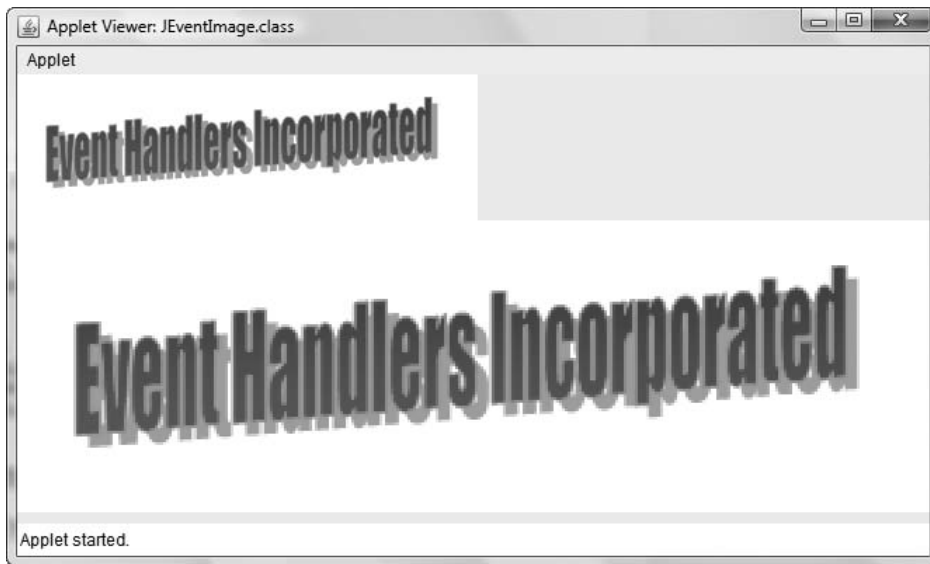 Applet Viewer: JEventImage.class
Applet
Event Handlers Incorporated
Event Handlers Incorporated
Applet started.